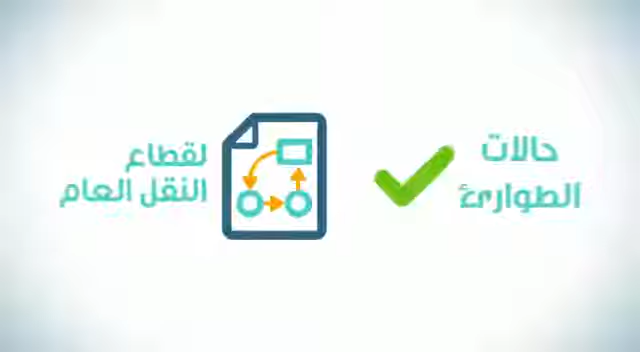 حالات
الطوارئ
لقطاع
النقل العام